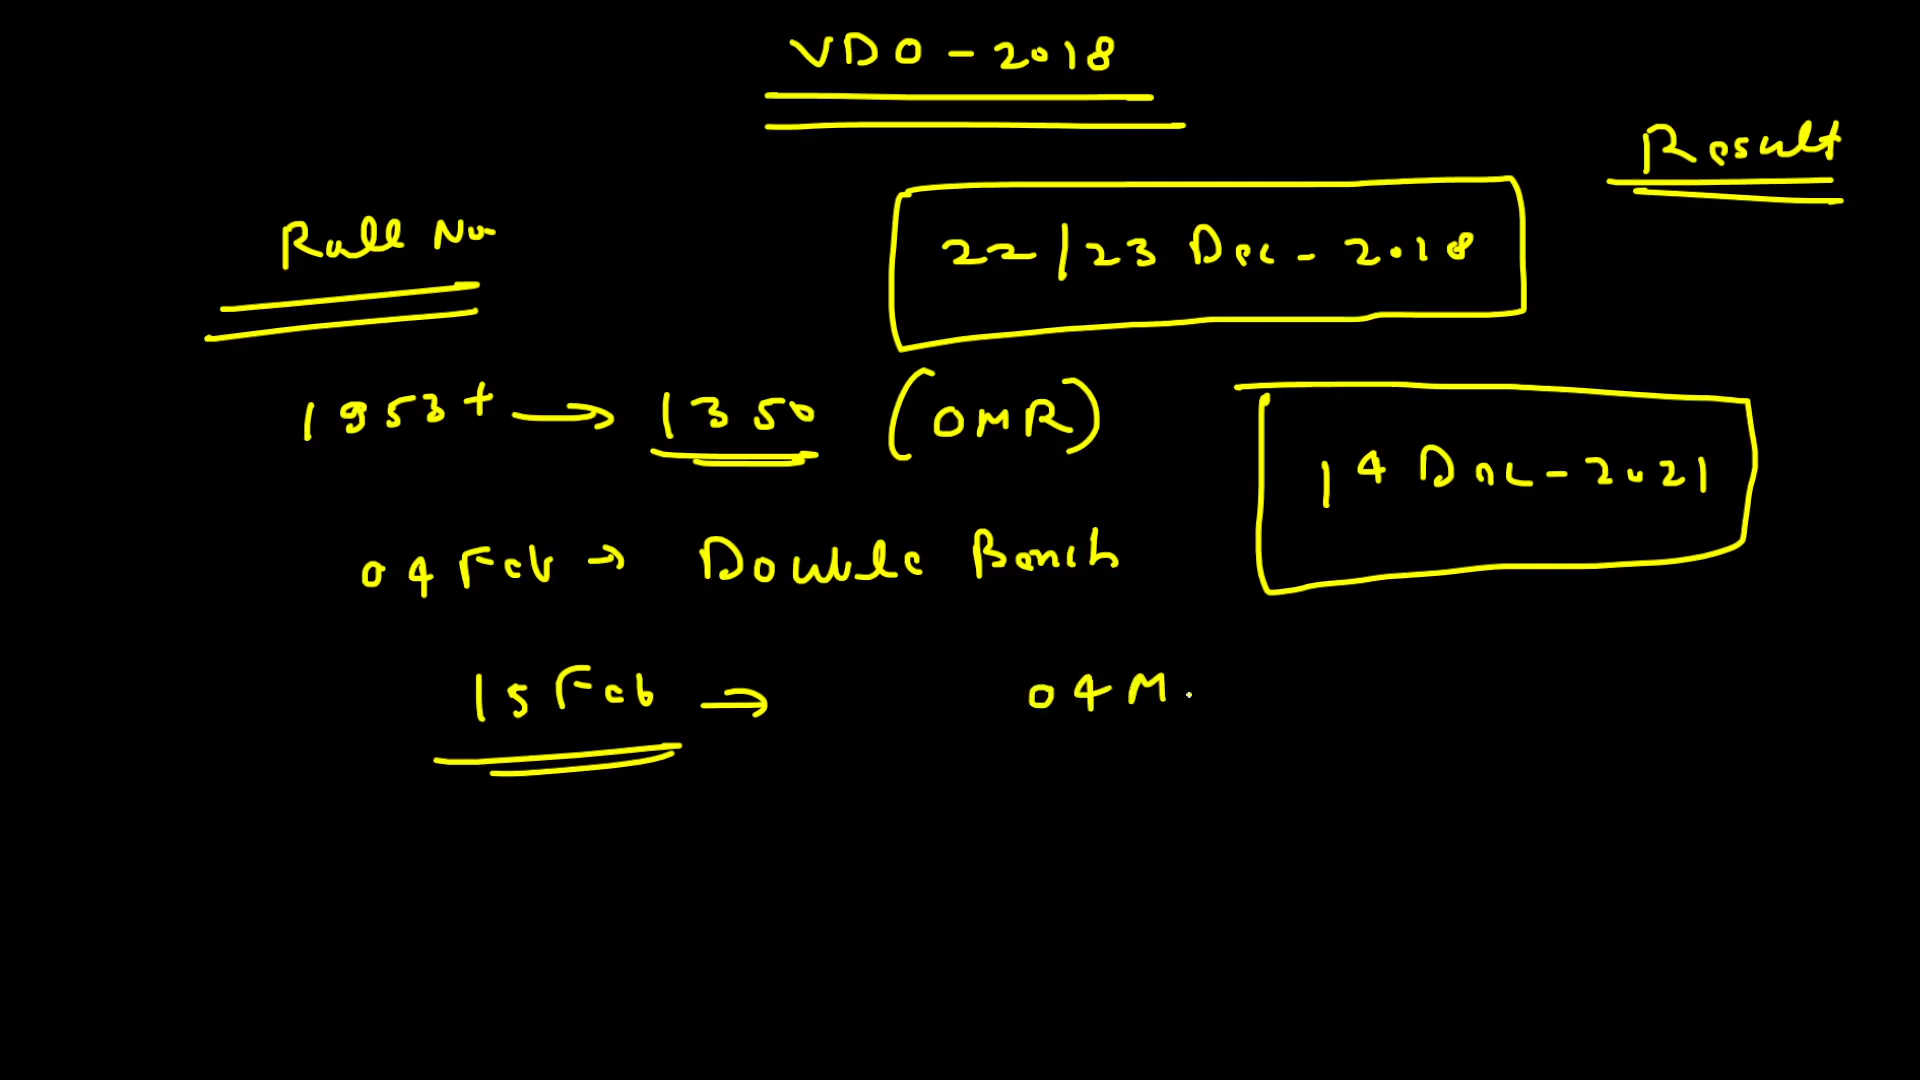 VDO - 2018
Result
Roll No
22/23 Dec - 2018
1953+ → 1350 (OMR)
14 Dec - 2021
04 Feb → Double Bench
15 Feb → 04 M